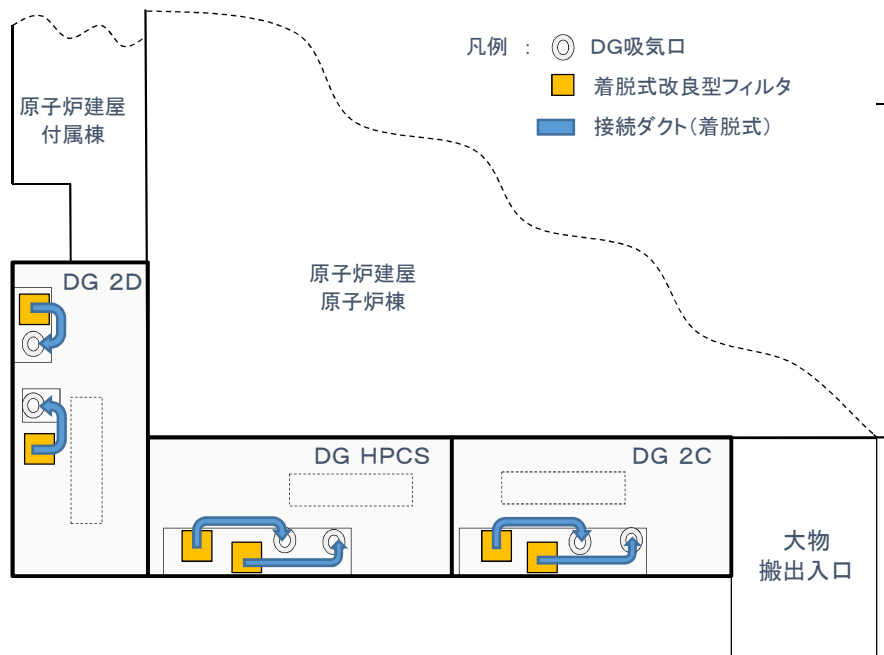 凡例 : DG吸気口
着脱式改良型フィルタ
接続ダクト(着脱式)
原子炉建屋
付属棟
原子炉建屋
原子炉棟
DG 2D
DG HPCS
DG 2C
大物
搬出入口